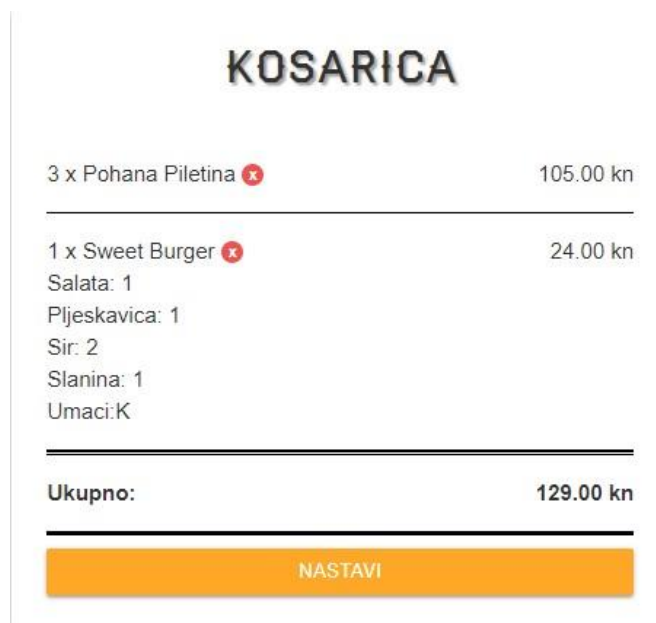 KOSARICA
3 x Pohana Piletina x 105.00 kn
1 x Sweet Burger x 24.00 kn
Salata: 1
Pljeskavica: 1
Sir: 2
Slanina: 1
Umaci:K
Ukupno: 129.00 kn
NASTAVI